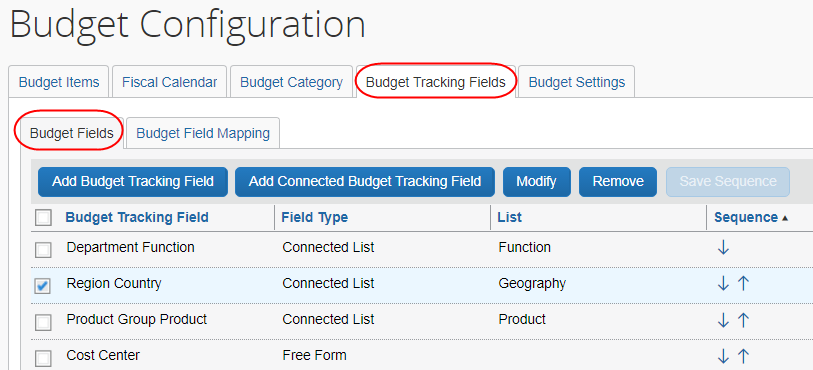 Budget Configuration
Budget Items Fiscal Calendar Budget Category Budget Tracking Fields Budget Settings
Budget Fields Budget Field Mapping
Add Budget Tracking Field Add Connected Budget Tracking Field Modify Remove Save Sequence
Budget Tracking Field Field Type List Sequence
Department Function Connected List Function
Region Country Connected List Geography
Product Group Product Connected List Product
Cost Center Free Form